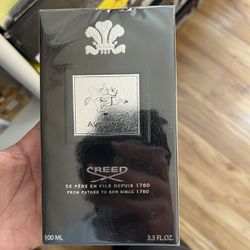 AVENTUS
CREED
DE PÈRE EN FILS DEPUIS 1760
FROM FATHER TO SON SINCE 1760
100 ML 3.3 FL.OZ.